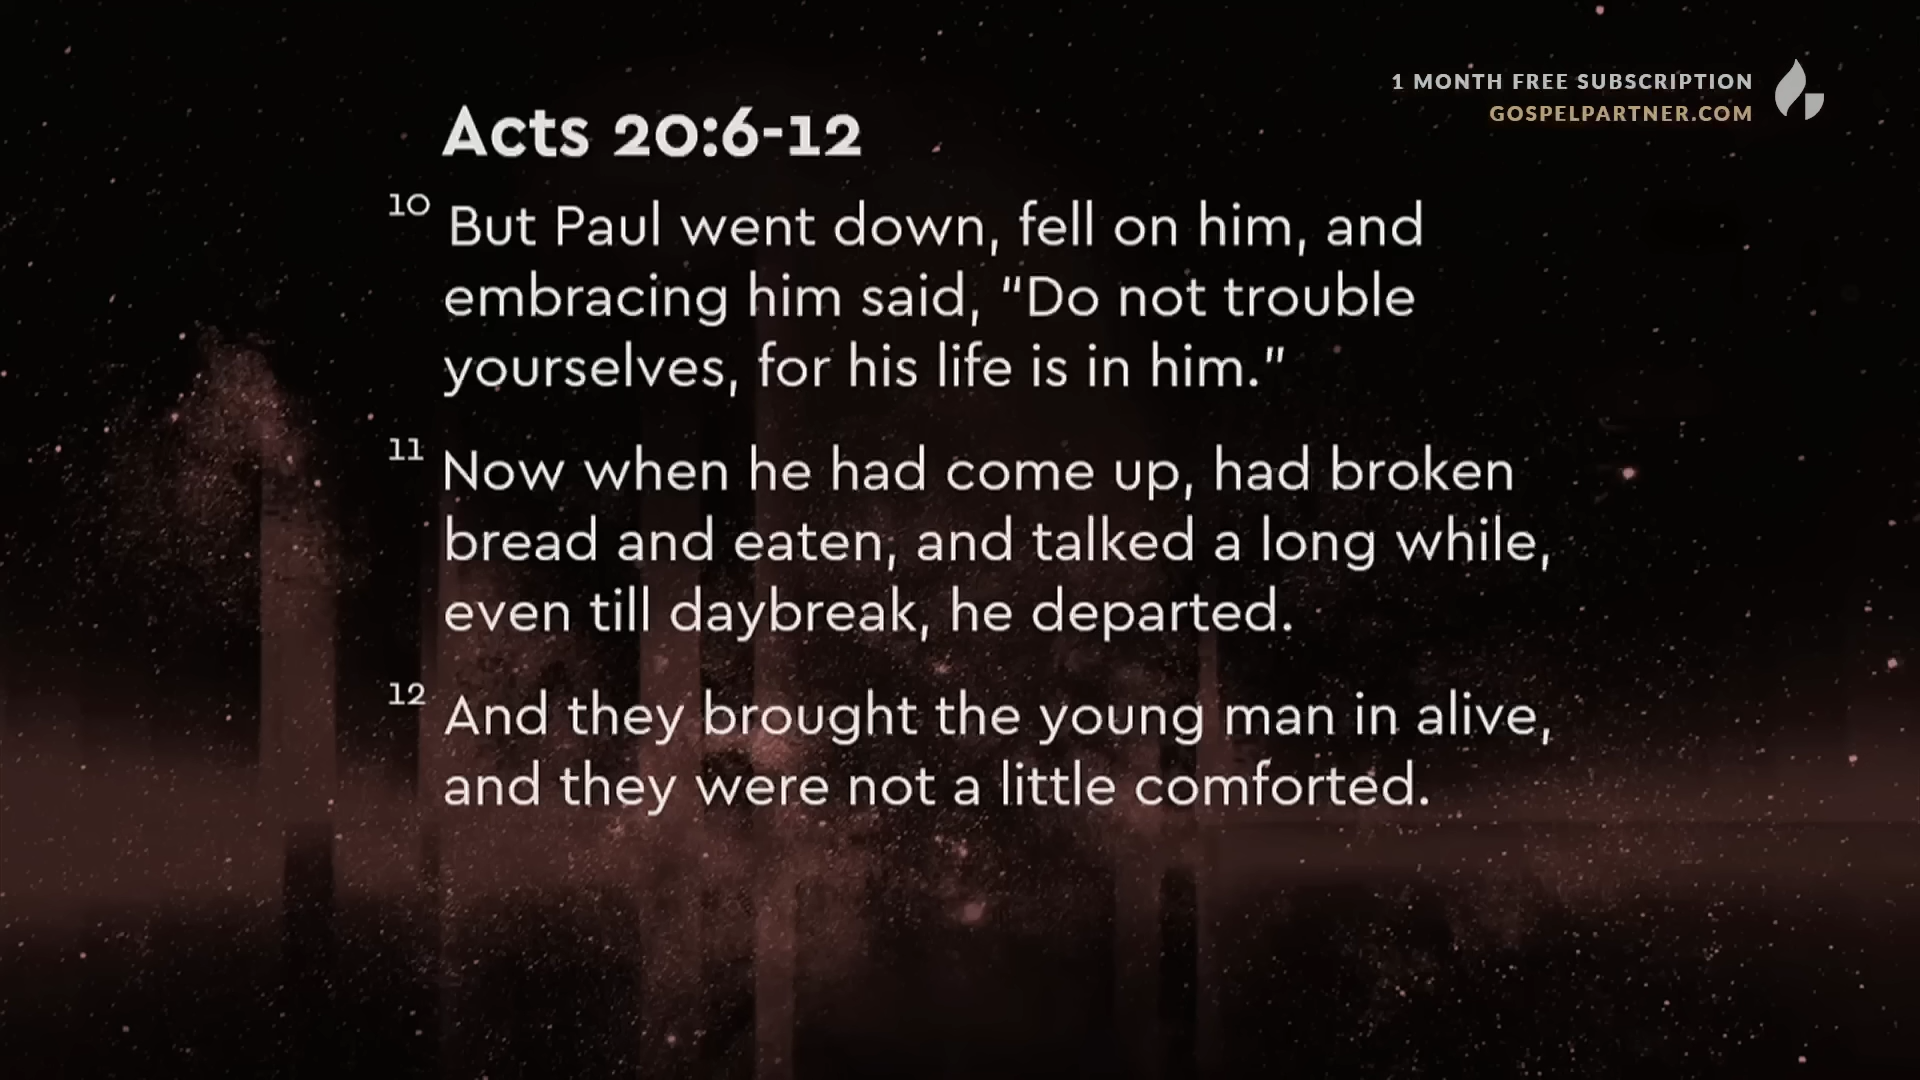 1 MONTH FREE SUBSCRIPTION
GOSPELPARTNER.COM
Acts 20:6-12
10 But Paul went down, fell on him, and
embracing him said, “Do not trouble
yourselves, for his life is in him.”
11 Now when he had come up, had broken
bread and eaten, and talked a long while,
even till daybreak, he departed.
12 And they brought the young man in alive,
and they were not a little comforted.